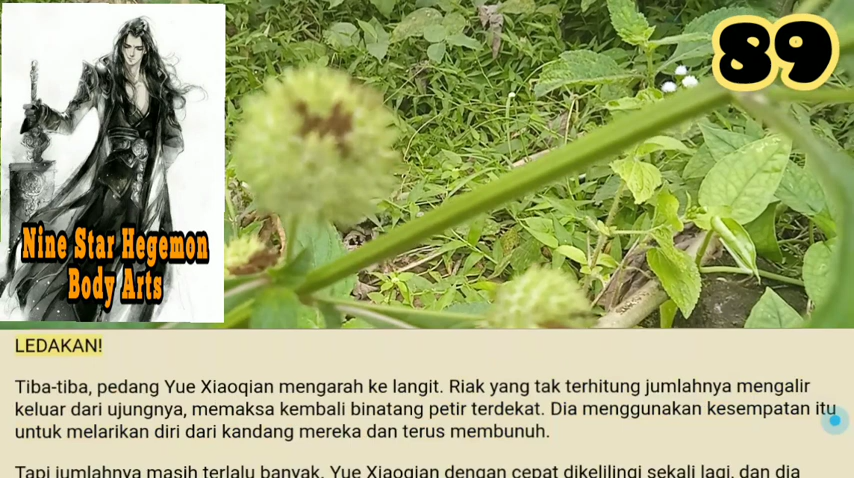 89
Nine Star Hegemon
Body Arts
LEDAKAN!
Tiba-tiba, pedang Yue Xiaoqian mengarah ke langit. Riak yang tak terhitung jumlahnya mengalir
keluar dari ujungnya, memaksa kembali binatang petir terdekat. Dia menggunakan kesempatan itu
untuk melarikan diri dari kandang mereka dan terus membunuh.
Tapi jumlahnya masih terlalu banyak. Yue Xiaoqian dengan cepat dikelilingi sekali lagi, dan dia